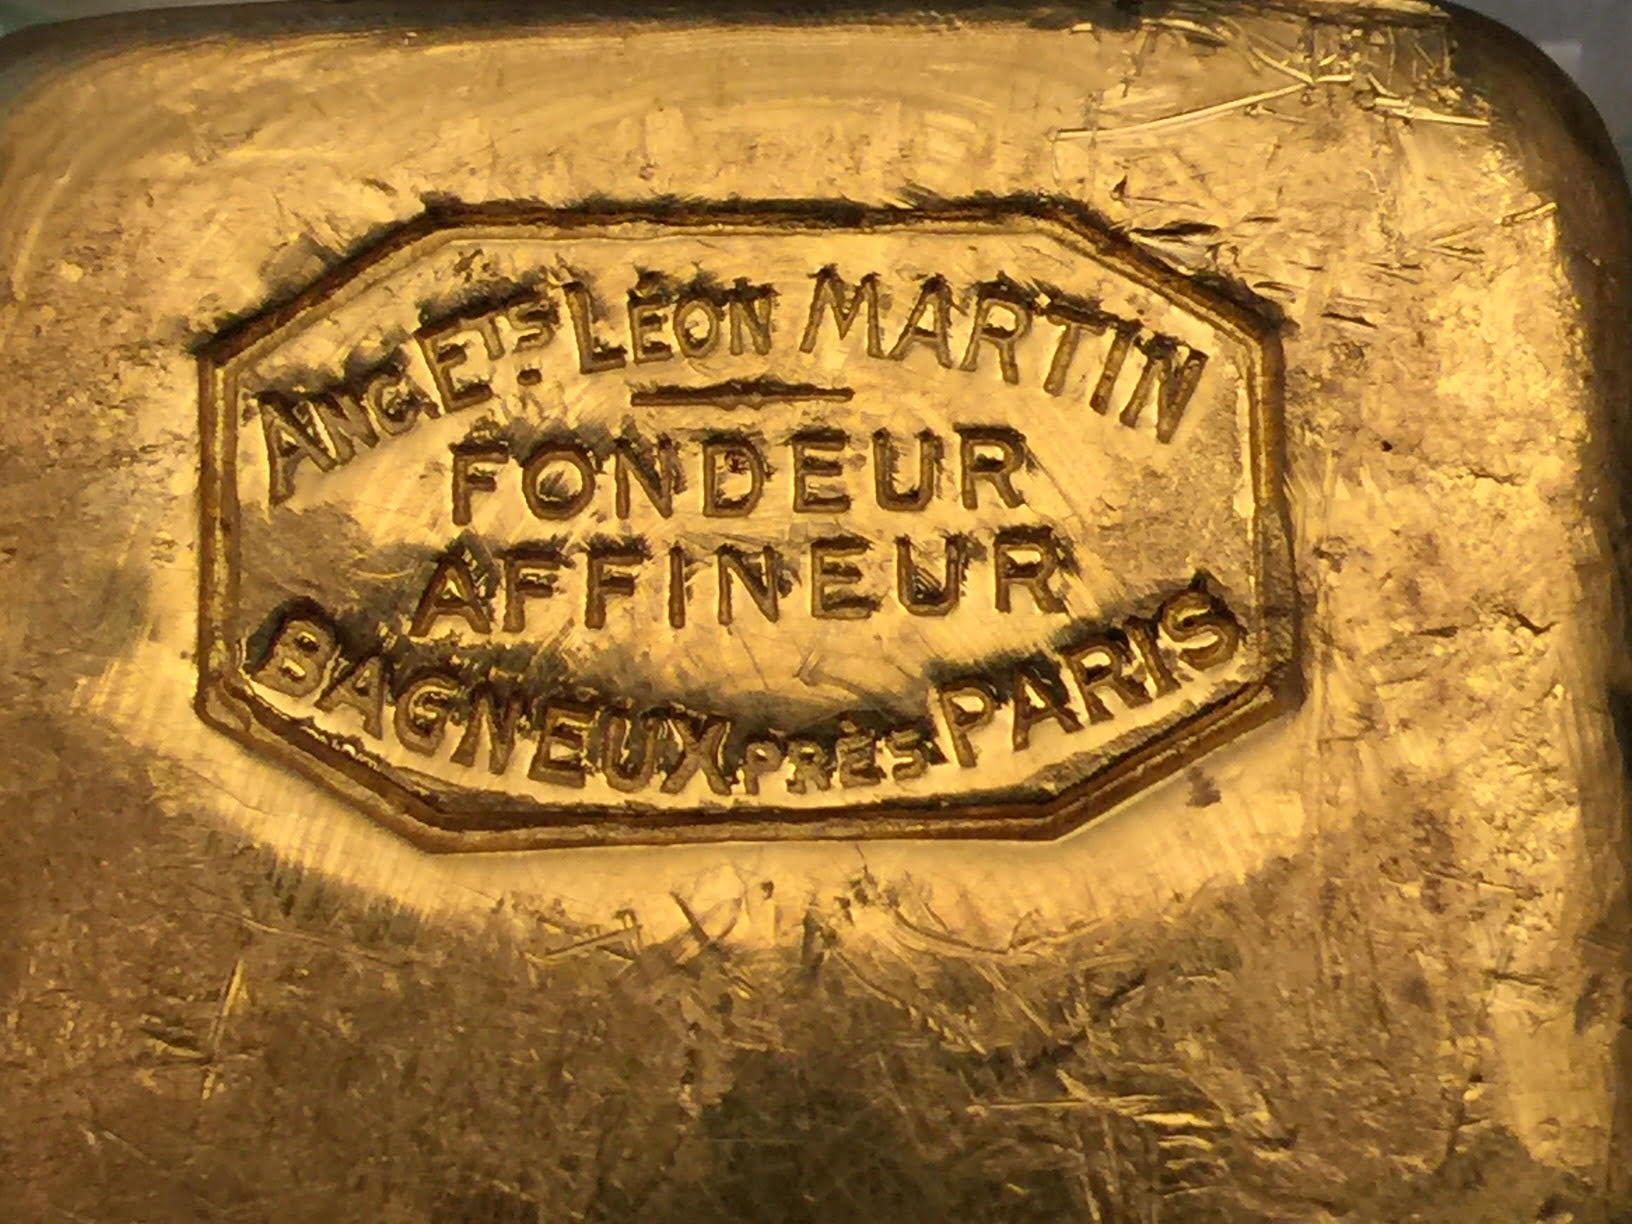 ANC ETS. LÉON MARTIN
FONDEUR
AFFINEUR
BAGNEUX PRÈS PARIS